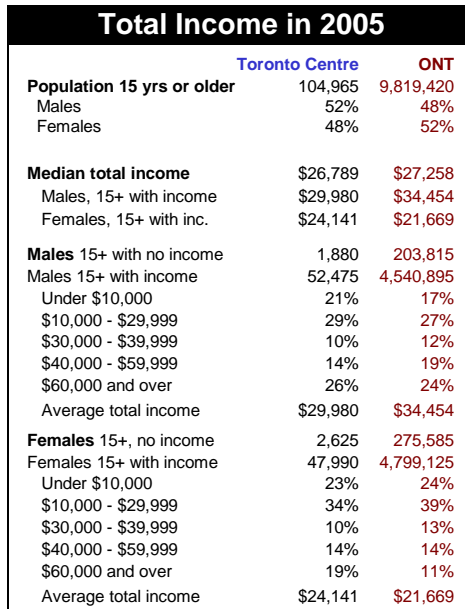 Total Income in 2005
Toronto Centre ONT
Population 15 yrs or older 104,965 9,819,420
Males 52% 48%
Females 48% 52%
Median total income $26,789 $27,258
Males, 15+ with income $29,980 $34,454
Females, 15+ with inc. $24,141 $21,669
Males 15+ with no income 1,880 203,815
Males 15+ with income 52,475 4,540,895
Under $10,000 21% 17%
$10,000 - $29,999 29% 27%
$30,000 - $39,999 10% 12%
$40,000 - $59,999 14% 19%
$60,000 and over 26% 24%
Average total income $29,980 $34,454
Females 15+, no income 2,625 275,585
Females 15+ with income 47,990 4,799,125
Under $10,000 23% 24%
$10,000 - $29,999 34% 39%
$30,000 - $39,999 10% 13%
$40,000 - $59,999 14% 14%
$60,000 and over 19% 11%
Average total income $24,141 $21,669